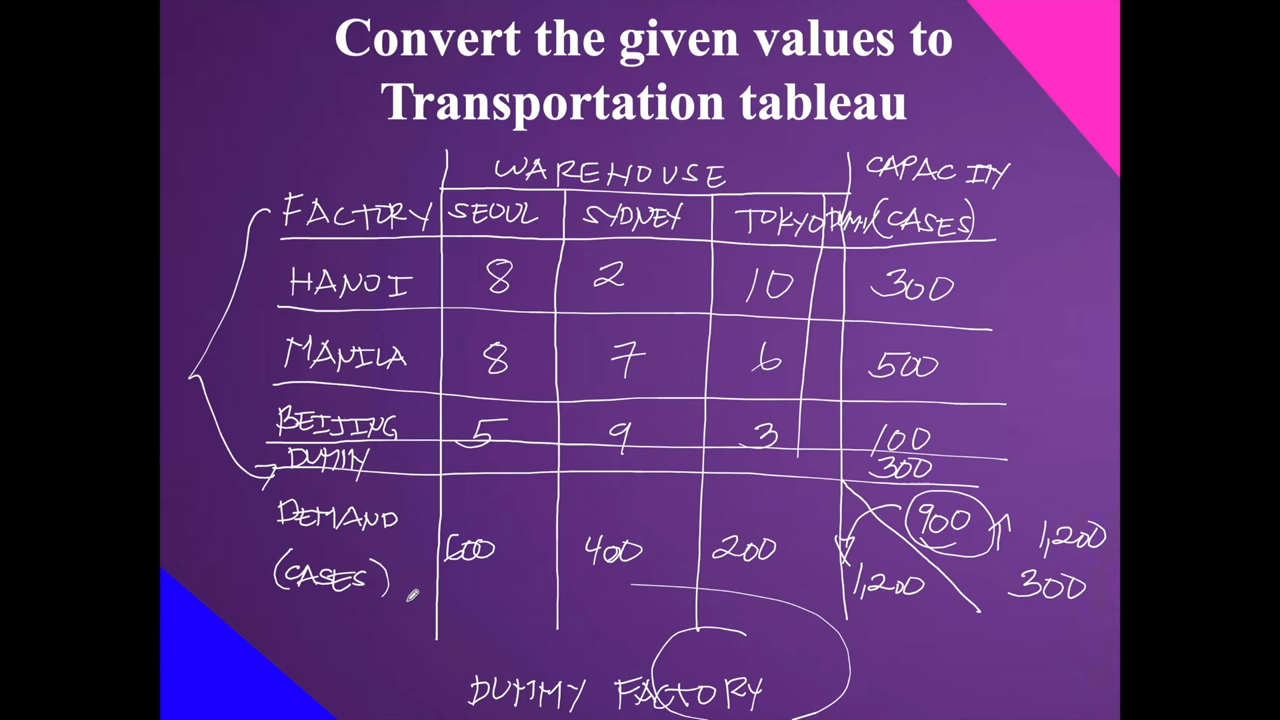 Convert the given values to
Transportation tableau
WAREHOUSE CAPACITY
FACTORY SEOUL SYDNEY TOKYO (CASES)
HANOI 8 2 10 300
MANILA 8 7 6 500
BEIJING 5 9 3 100
DUMMY 300
900 1,200
DEMAND 600 400 200
(CASES) 1,200 300
DUMMY FACTORY